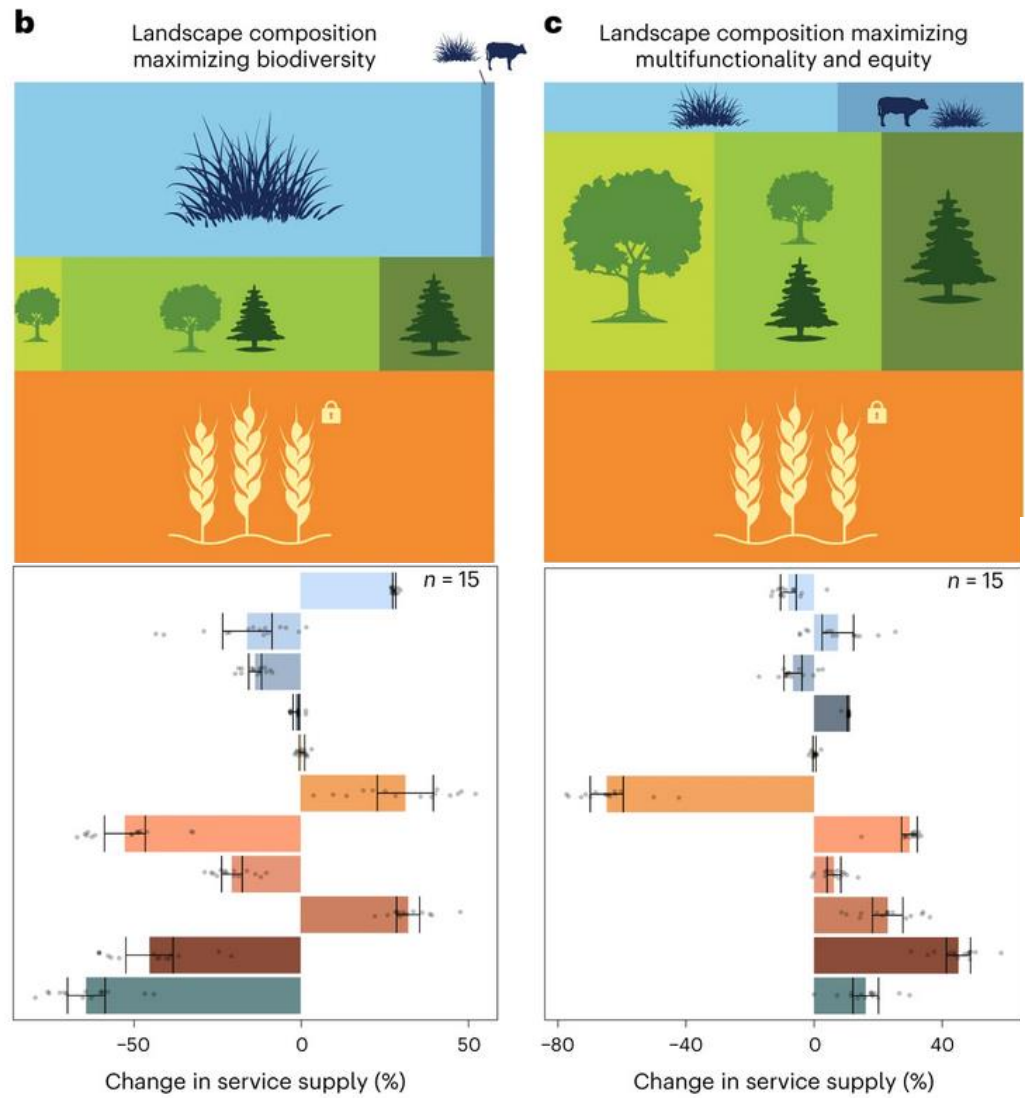 b
Landscape composition
maximizing biodiversity
c
Landscape composition maximizing
multifunctionality and equity
n = 15
−50
0
50
Change in service supply (%)
n = 15
−80
−40
0
40
Change in service supply (%)